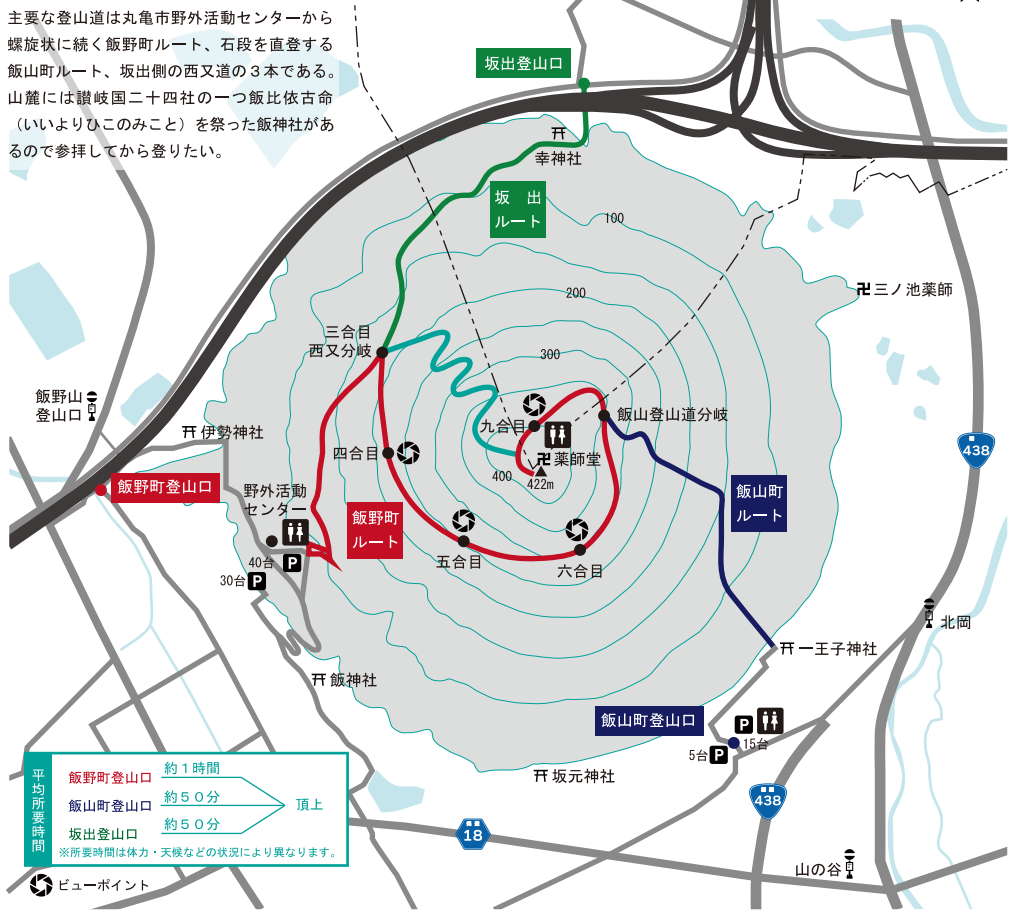 主要な登山道は丸亀市野外活動センターから
螺旋状に続く飯野町ルート、石段を直登する
飯山町ルート、坂出側の西又道の3本である。
山麓には讃岐国二十四社の一つ飯比依古命
（いいよりひこのみこと）を祭った飯神社があ
るので参拝してから登りたい。
坂出登山口
幸神社
坂 出
ルート
100
200
300
400
三ノ池薬師
三合目
西又分岐
飯野山
登山口
伊勢神社
飯野町登山口
九合目
飯山登山道分岐
薬師堂
422m
四合目
野外活動
センター
飯野町
ルート
飯山町
ルート
438
五合目
六合目
40台
P
30台
P
北岡
一王子神社
飯神社
飯山町登山口
P
15台
5台
P
坂元神社
438
18
山の谷
平均所要時間
飯野町登山口
約1時間
飯山町登山口
約50分
頂上
坂出登山口
約50分
※所要時間は体力・天候などの状況により異なります。
ビューポイント